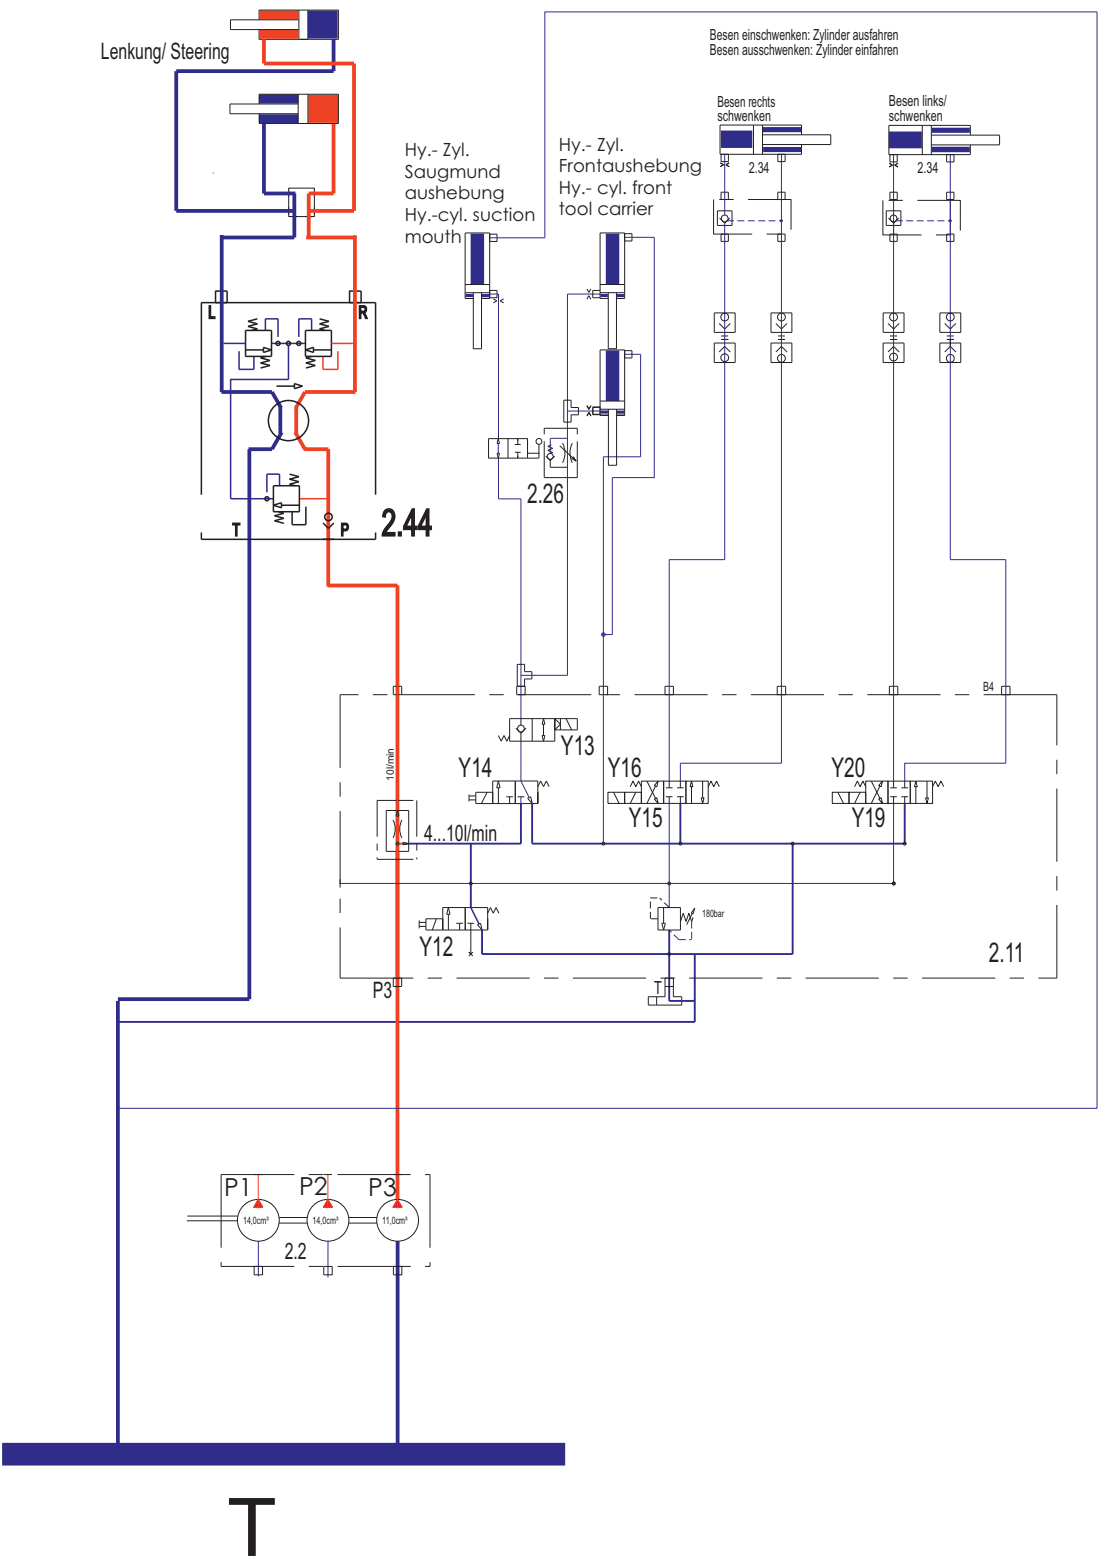 Lenkung/ Steering
Besen einschwenken: Zylinder ausfahren
Besen ausschwenken: Zylinder einfahren
Besen rechts
schwenken
Besen links/
schwenken
2.34
2.34
Hy.- Zyl.
Saugmund
aushebung
Hy.-cyl. suction
mouth
Hy.- Zyl.
Frontaushebung
Hy.- cyl. front
tool carrier
L
R
2.26
T
P
2.44
B4
10l/min
Y13
Y14
Y16
Y20
Y15
Y19
4...10l/min
180bar
Y12
2.11
P3
T
P1
P2
P3
14,0cm³
14,0cm³
11,0cm³
2.2
T